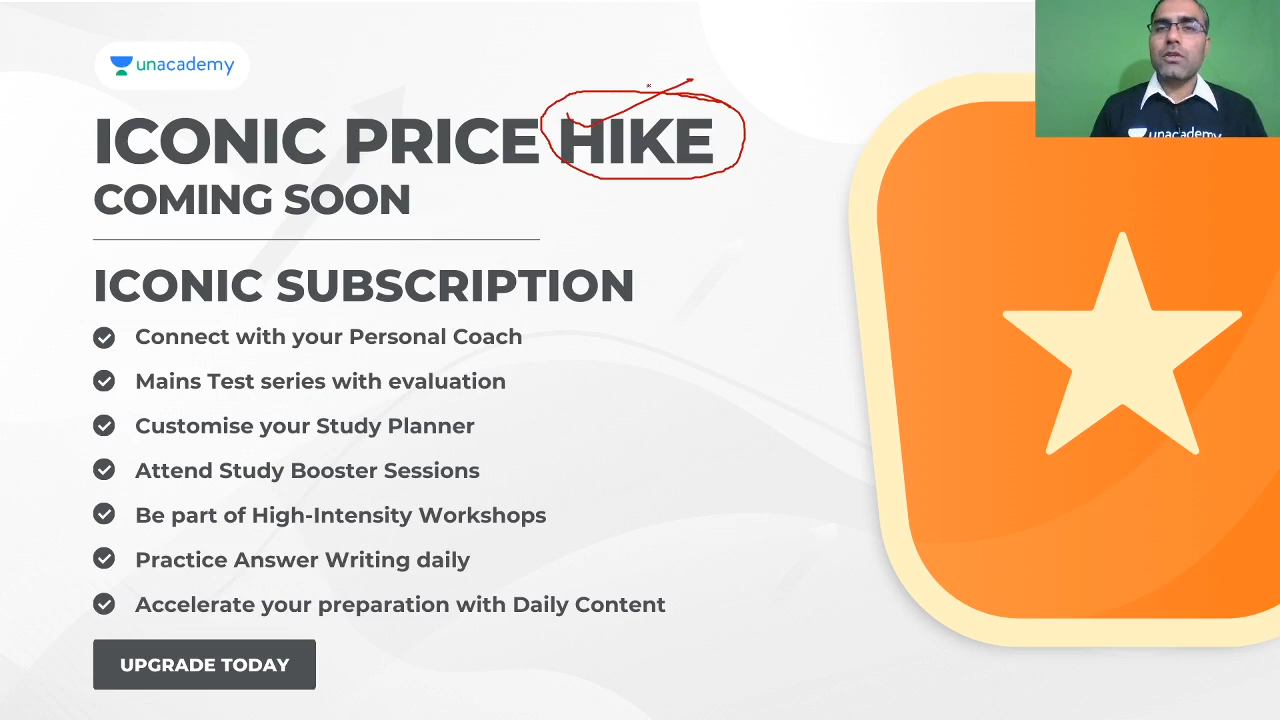 unacademy
ICONIC PRICE HIKE
COMING SOON
ICONIC SUBSCRIPTION
Connect with your Personal Coach
Mains Test series with evaluation
Customise your Study Planner
Attend Study Booster Sessions
Be part of High-Intensity Workshops
Practice Answer Writing daily
Accelerate your preparation with Daily Content
UPGRADE TODAY
unacademy